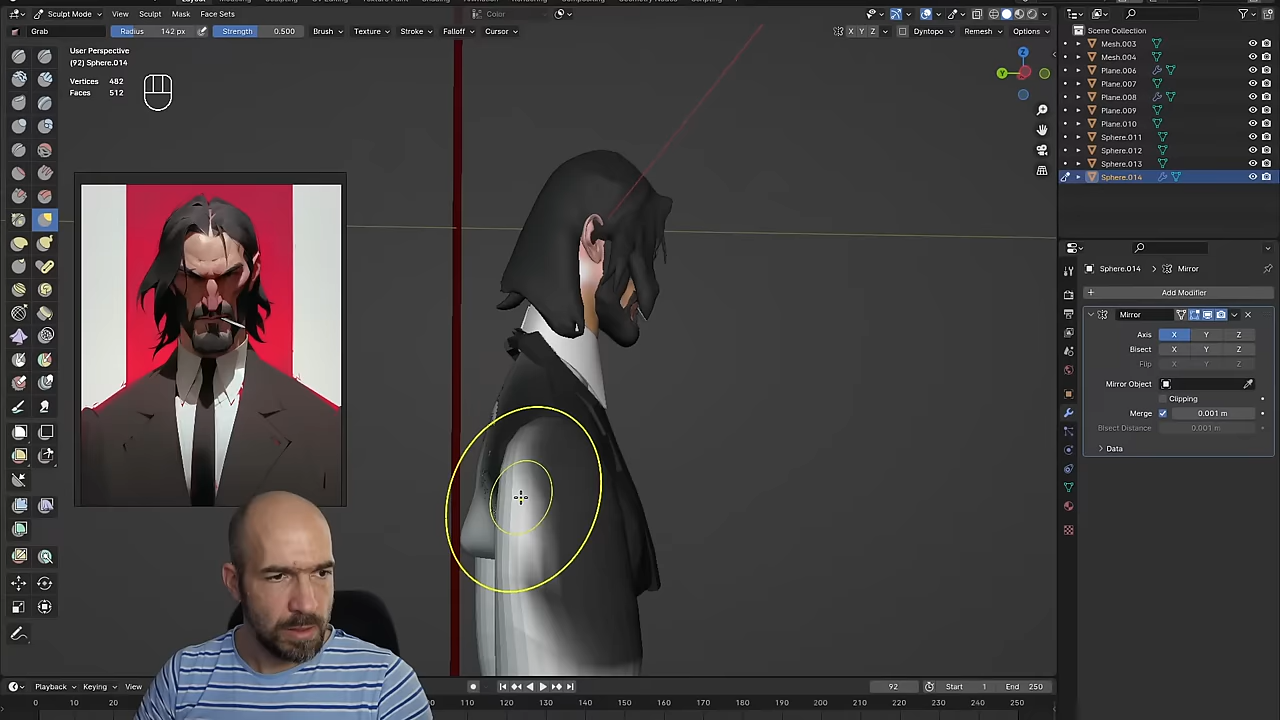 Layout
Sculpt Mode View Sculpt Mask Face Sets Color
Grab Radius 142 px Strength 0.500 Brush Texture Stroke Falloff Cursor X Y Z Dyntopo Remesh Options
User Perspective
(92) Sphere.014
Vertices 482
Faces 512
Z
Y
Scene Collection
Mesh.003
Mesh.004
Plane.006
Plane.007
Plane.008
Plane.009
Plane.010
Sphere.011
Sphere.012
Sphere.013
Sphere.014
Sphere.014 > Mirror
+ Add Modifier
Mirror
Axis X Y Z
Bisect X Y Z
Flip X Y Z
Mirror Object
Clipping
Merge 0.001 m
Bisect Distance 0.001 m
Data
Playback Keying View 92 Start 1 End 250
0 10 20 100 110 120 130 140 150 160 170 180 190 200 210 220 230 240 250